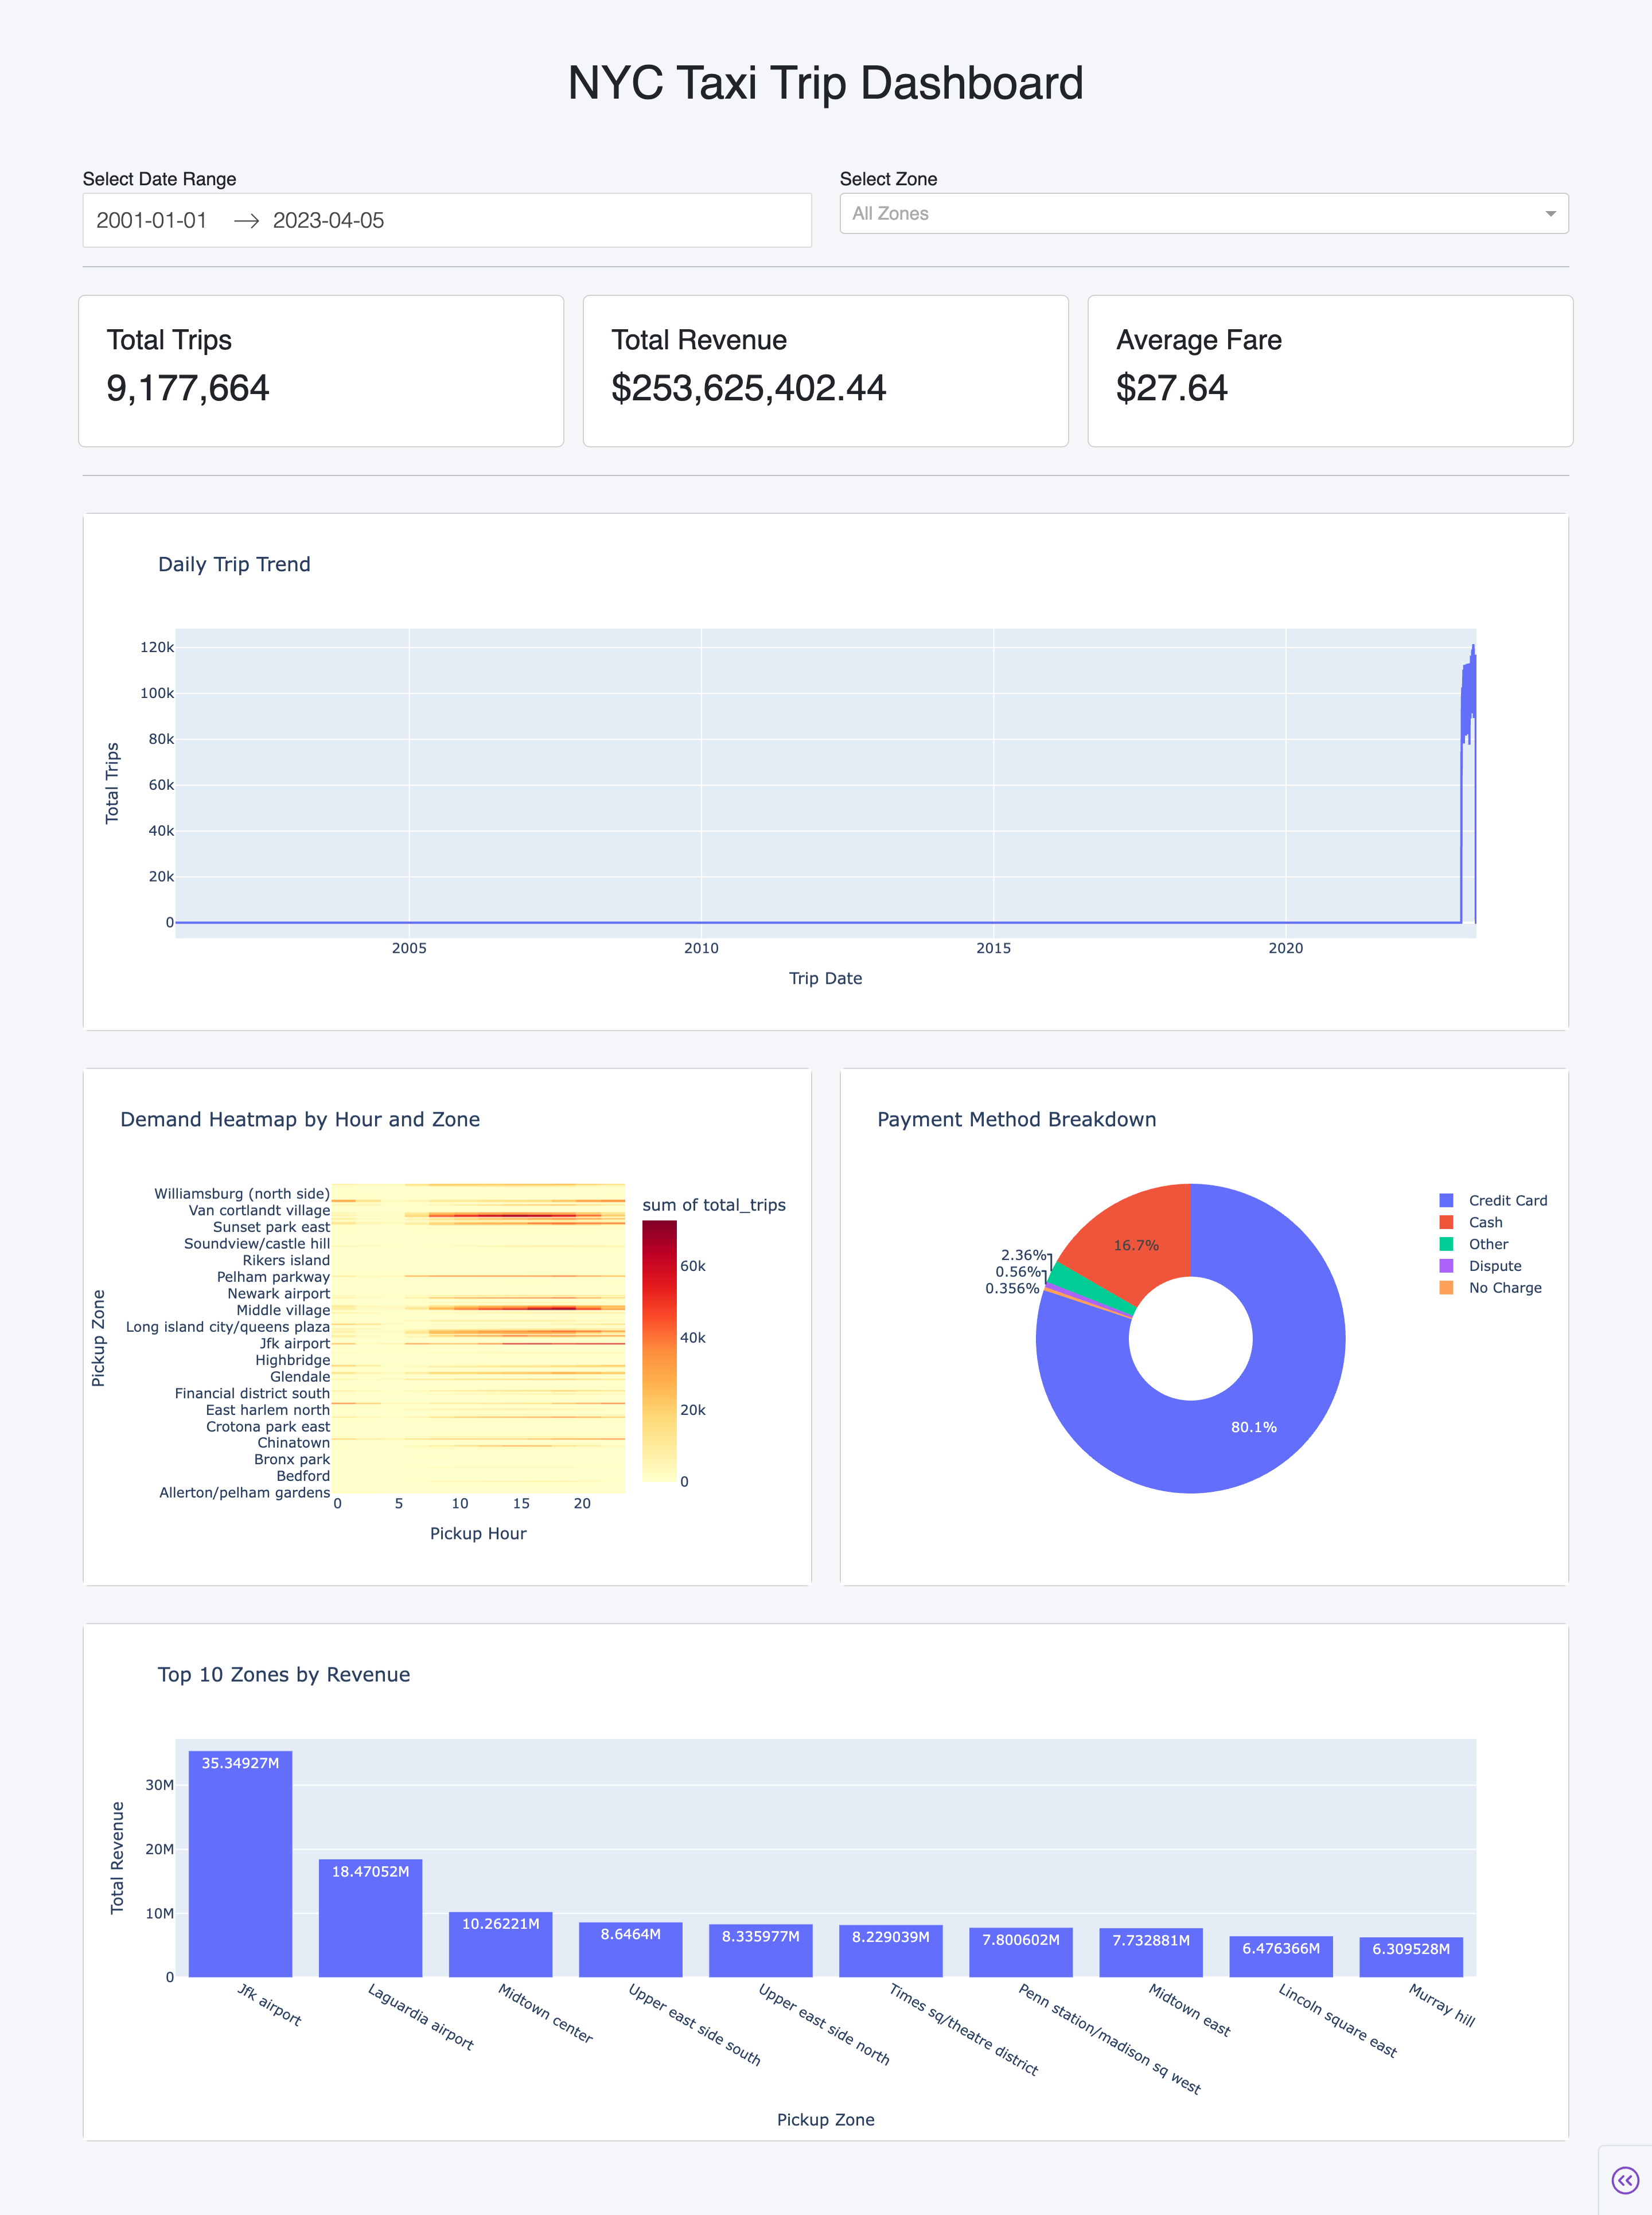 NYC Taxi Trip Dashboard
Select Date Range
2001-01-01 → 2023-04-05
Select Zone
All Zones
Total Trips
9,177,664
Total Revenue
$253,625,402.44
Average Fare
$27.64
Daily Trip Trend
120k
100k
80k
60k
40k
20k
0
Total Trips
2005 2010 2015 2020
Trip Date
Demand Heatmap by Hour and Zone
Pickup Zone
Williamsburg (north side)
Van cortlandt village
Sunset park east
Soundview/castle hill
Rikers island
Pelham parkway
Newark airport
Middle village
Long island city/queens plaza
Jfk airport
Highbridge
Glendale
Financial district south
East harlem north
Crotona park east
Chinatown
Bronx park
Bedford
Allerton/pelham gardens
0 5 10 15 20
Pickup Hour
sum of total_trips
60k
40k
20k
0
Payment Method Breakdown
16.7%
2.36%
0.56%
0.356%
80.1%
Credit Card
Cash
Other
Dispute
No Charge
Top 10 Zones by Revenue
Total Revenue
30M
20M
10M
0
35.34927M
18.47052M
10.26221M
8.6464M
8.335977M
8.229039M
7.800602M
7.732881M
6.476366M
6.309528M
Jfk airport
Laguardia airport
Midtown center
Upper east side south
Upper east side north
Times sq/theatre district
Penn station/madison sq west
Midtown east
Lincoln square east
Murray hill
Pickup Zone